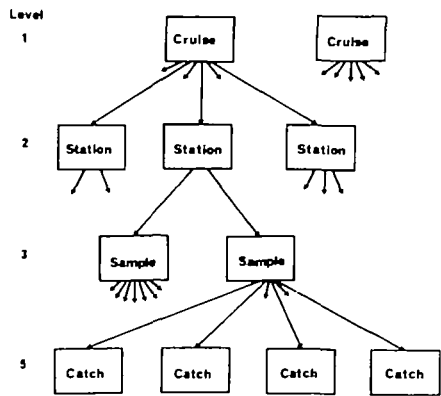 Level
1 Cruise Cruise
2 Station Station Station
3 Sample Sample
5 Catch Catch Catch Catch